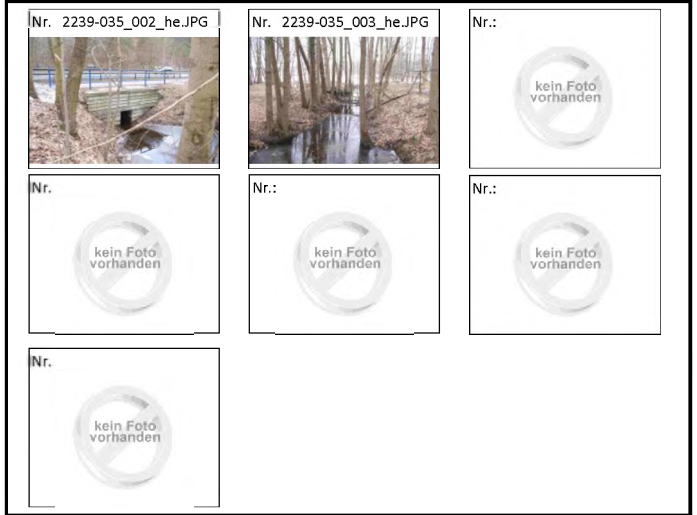 Nr. 2239-035_002_he.JPG
Nr. 2239-035_003_he.JPG
Nr.:
kein Foto
vorhanden
Nr.
kein Foto
vorhanden
Nr.:
kein Foto
vorhanden
Nr.:
kein Foto
vorhanden
Nr.
kein Foto
vorhanden